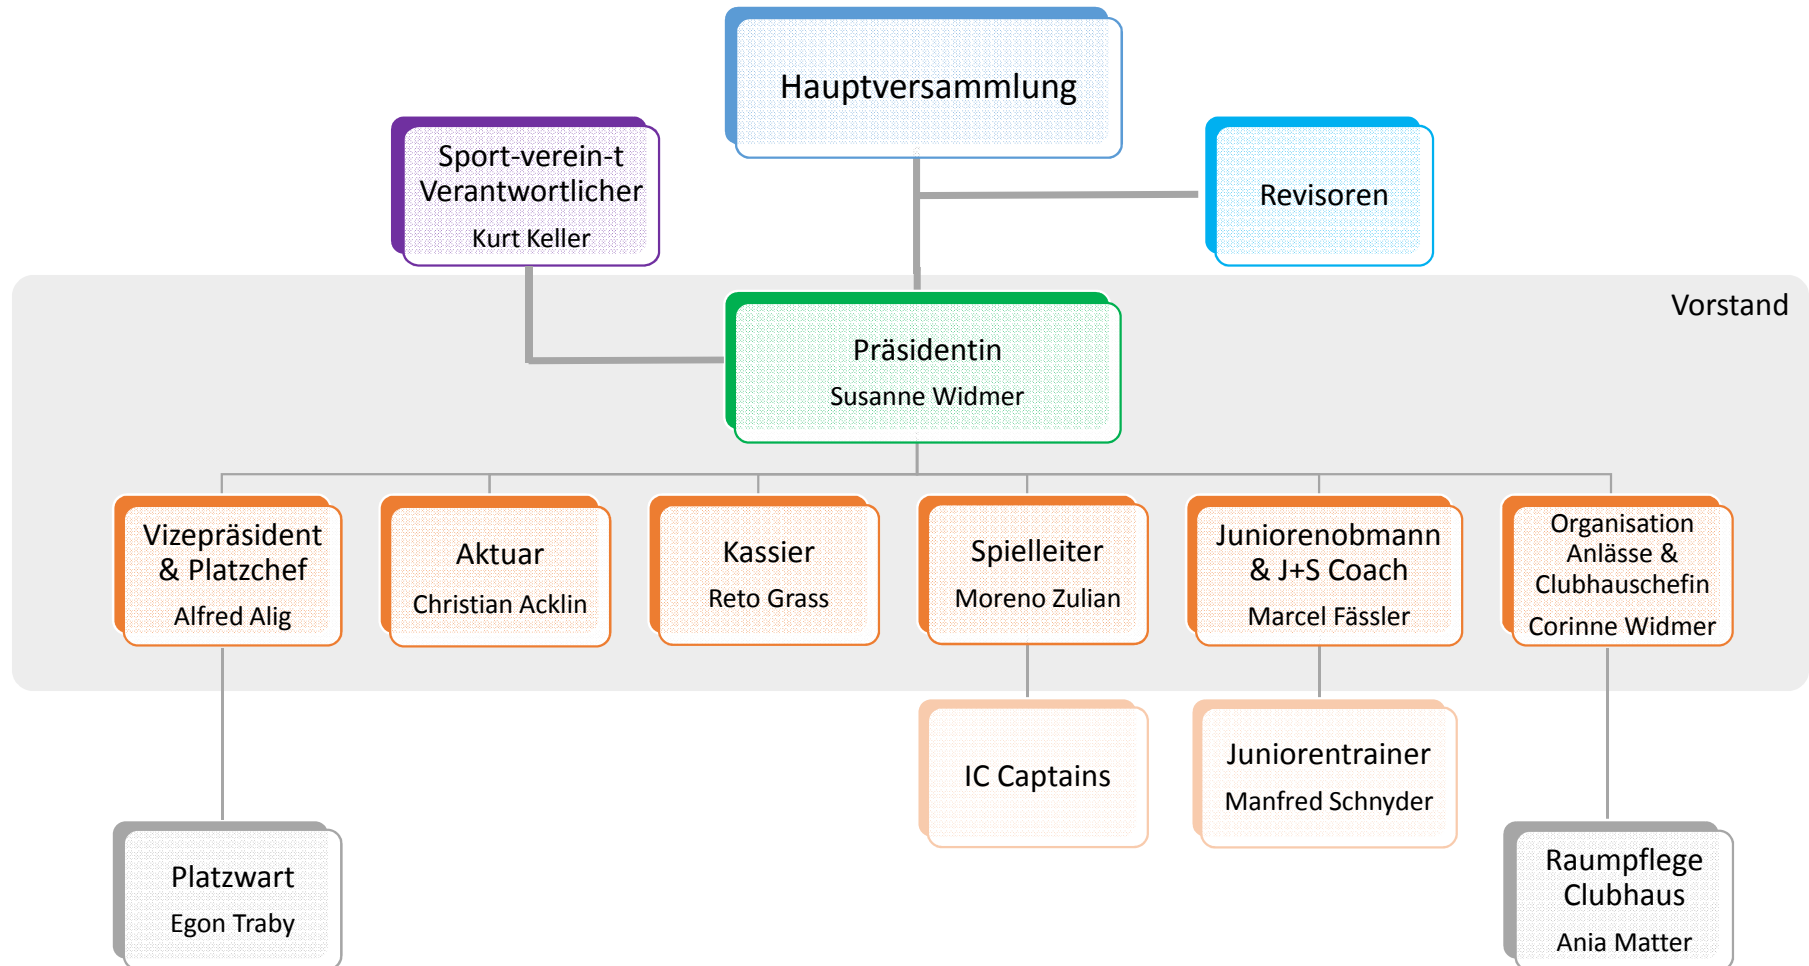 Hauptversammlung
Sport-verein-t
Verantwortlicher
Kurt Keller
Revisoren
Vorstand
Präsidentin
Susanne Widmer
Vizepräsident
& Platzchef
Alfred Alig
Aktuar
Christian Acklin
Kassier
Reto Grass
Spielleiter
Moreno Zulian
Juniorenobmann
& J+S Coach
Marcel Fässler
Organisation
Anlässe &
Clubhauschefin
Corinne Widmer
IC Captains
Juniorentrainer
Manfred Schnyder
Platzwart
Egon Traby
Raumpflege
Clubhaus
Ania Matter